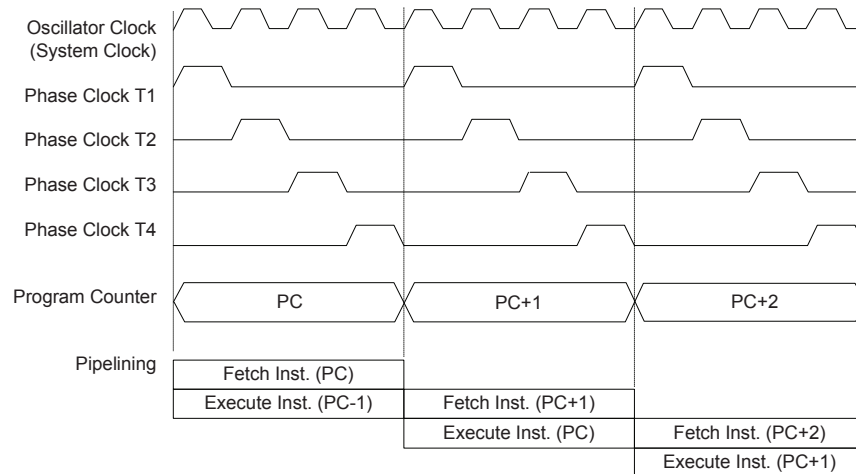 Oscillator Clock
(System Clock)
Phase Clock T1
Phase Clock T2
Phase Clock T3
Phase Clock T4
Program Counter
PC
PC+1
PC+2
Pipelining
Fetch Inst. (PC)
Execute Inst. (PC-1)
Fetch Inst. (PC+1)
Execute Inst. (PC)
Fetch Inst. (PC+2)
Execute Inst. (PC+1)